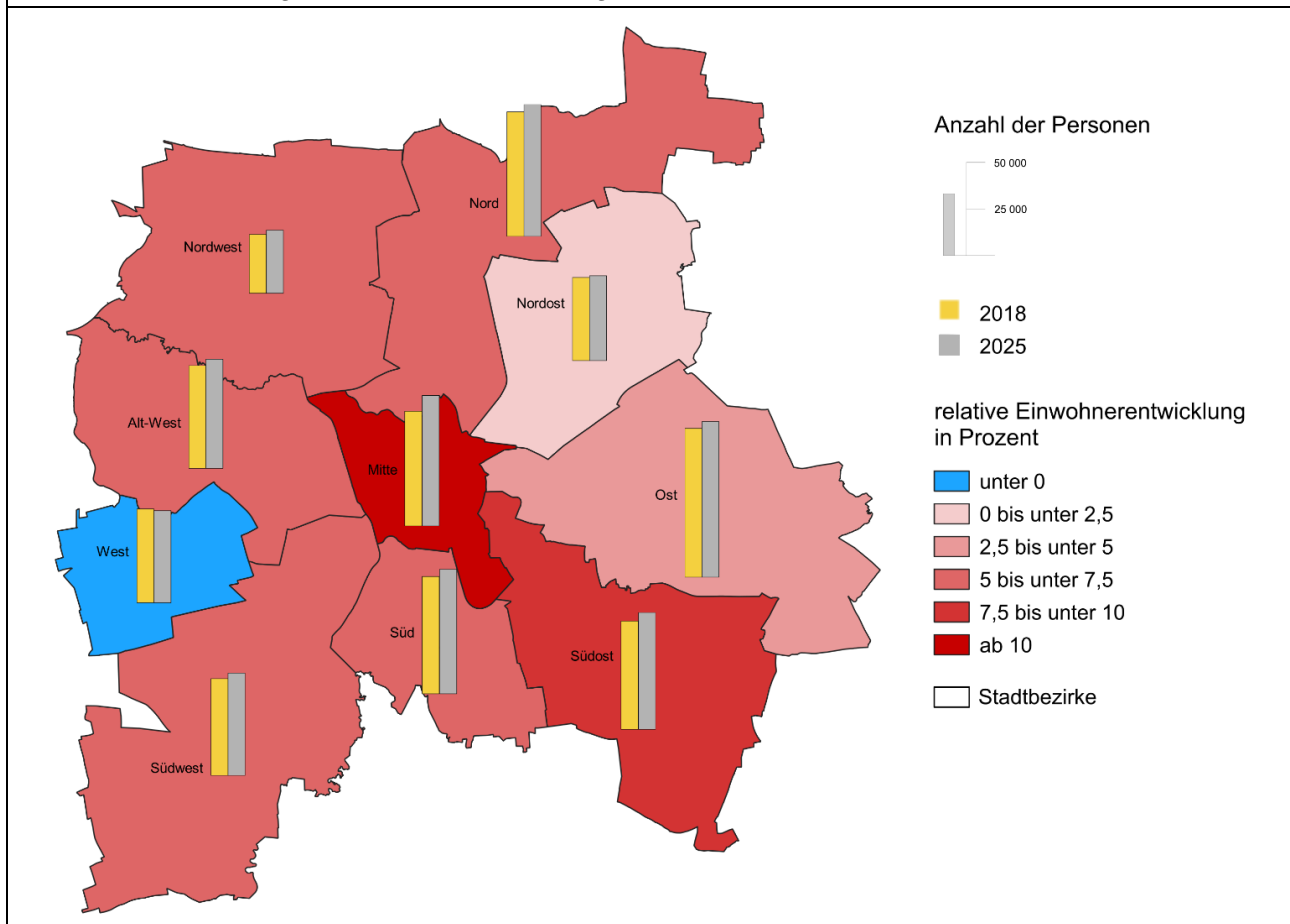 Anzahl der Personen
50 000
25 000
2018
2025
relative Einwohnerentwicklung
in Prozent
unter 0
0 bis unter 2,5
2,5 bis unter 5
5 bis unter 7,5
7,5 bis unter 10
ab 10
Stadtbezirke
Nord
Nordwest
Nordost
Alt-West
Mitte
Ost
West
Süd
Südost
Südwest